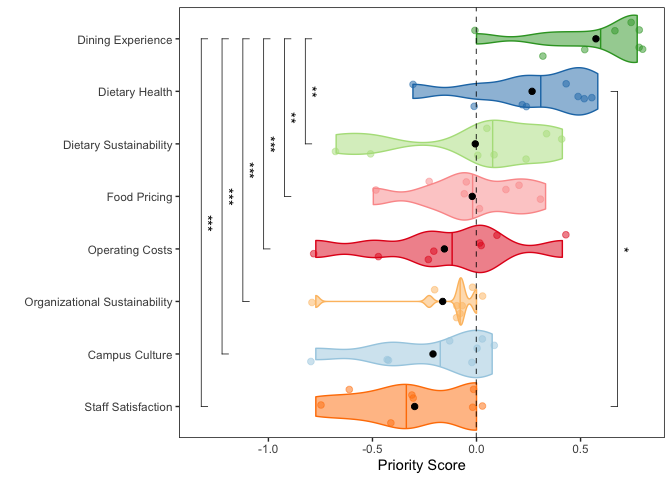 Dining Experience
Dietary Health
Dietary Sustainability
Food Pricing
Operating Costs
Organizational Sustainability
Campus Culture
Staff Satisfaction
***
***
***
***
**
**
*
-1.0 -0.5 0.0 0.5
Priority Score